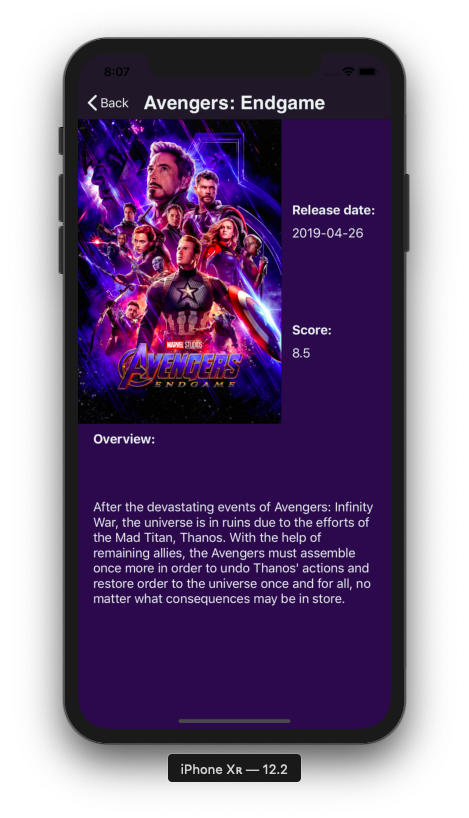 8:07
Back Avengers: Endgame
Release date:
2019-04-26
Score:
8.5
MARVEL STUDIOS
AVENGERS
ENDGAME
Overview:
After the devastating events of Avengers: Infinity
War, the universe is in ruins due to the efforts of
the Mad Titan, Thanos. With the help of
remaining allies, the Avengers must assemble
once more in order to undo Thanos' actions and
restore order to the universe once and for all, no
matter what consequences may be in store.
iPhone Xʀ — 12.2